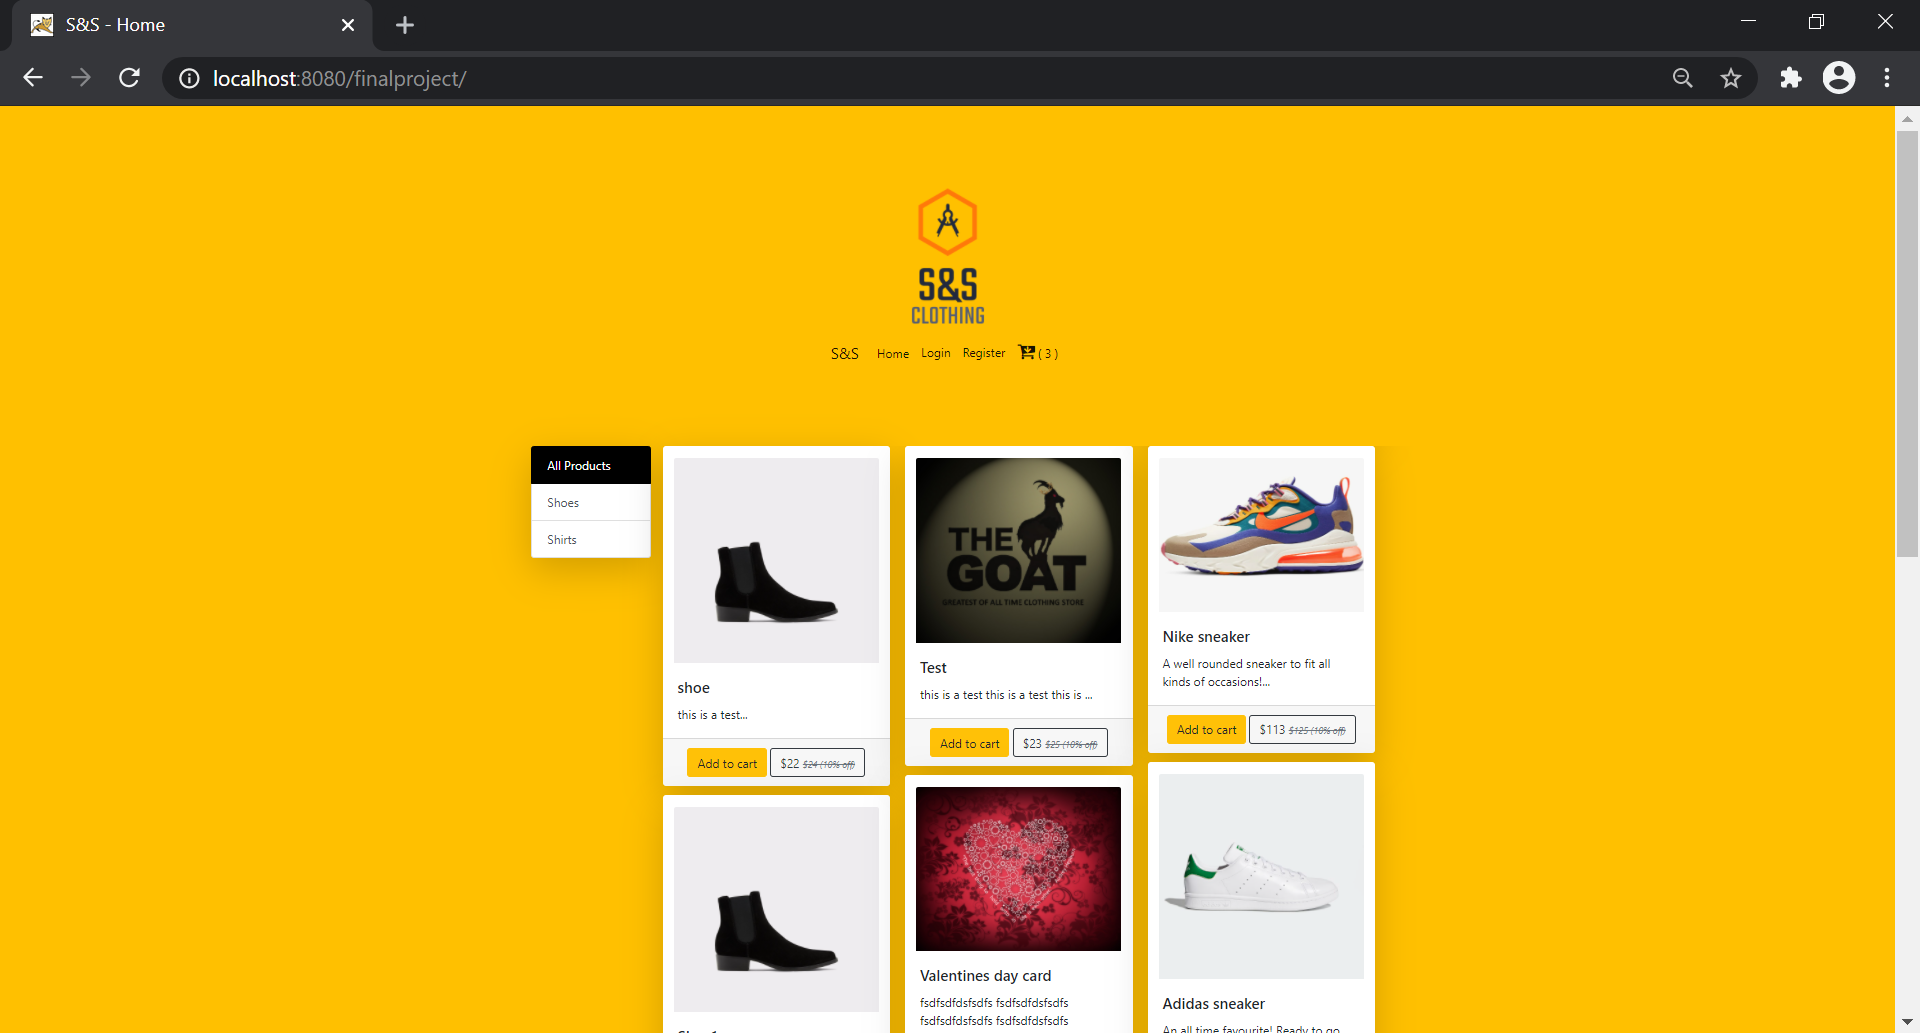 S&S - Home
localhost:8080/finalproject/
S&S
CLOTHING
S&S Home Login Register ( 3 )
All Products
Shoes
Shirts
shoe
this is a test...
Add to cart $22 $24 (10% off)
THE
GOAT
GREATEST OF ALL TIME CLOTHING STORE
Test
this is a test this is a test this is ...
Add to cart $23 $25 (10% off)
Nike sneaker
A well rounded sneaker to fit all
kinds of occasions!...
Add to cart $113 $125 (10% off)
Valentines day card
fsdfsdfdsfsdfs fsdfsdfdsfsdfs
fsdfsdfdsfsdfs fsdfsdfdsfsdfs
Adidas sneaker
An all time favourite! Ready to go